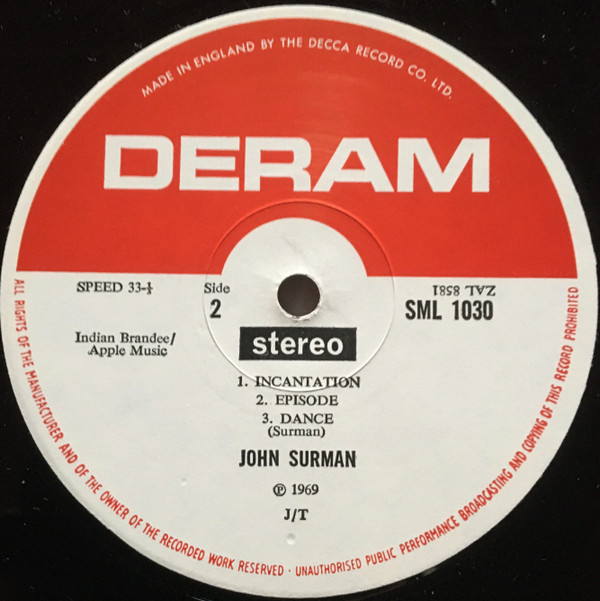 MADE IN ENGLAND BY THE DECCA RECORD CO. LTD.
DERAM
SPEED 33-⅓
Side
2
ZAL 8581
SML 1030
Indian Brandee/
Apple Music
stereo
1. INCANTATION
2. EPISODE
3. DANCE
(Surman)
JOHN SURMAN
℗ 1969
J/T
ALL RIGHTS OF THE MANUFACTURER AND OF THE OWNER OF THE RECORDED WORK RESERVED · UNAUTHORISED PUBLIC PERFORMANCE BROADCASTING AND COPYING OF THIS RECORD PROHIBITED